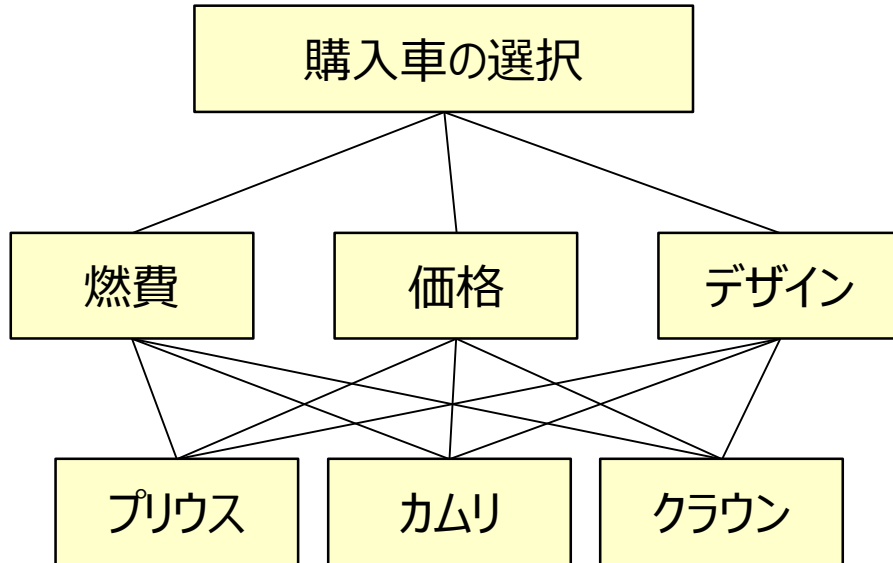 購入車の選択
燃費
価格
デザイン
プリウス
カムリ
クラウン